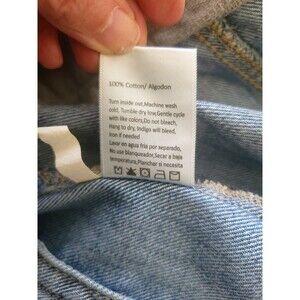 100% Cotton/ Algodon
Turn inside out,Machine wash
cold. Tumble dry low,Gentle cycle
with like colors,Do not bleach,
Hang to dry, Indigo will bleed,
Iron if needed
Lavar en agua fria por separado,
No use blanqueador, Secar a baja
temperatura, Planchar si necesita